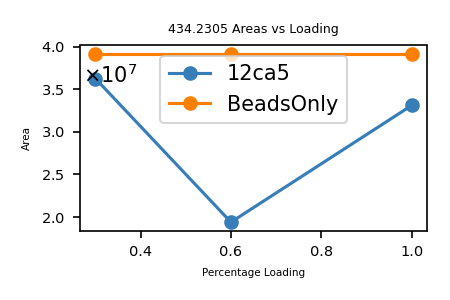 434.2305 Areas vs Loading
×10⁷
12ca5
BeadsOnly
Area
4.0
3.5
3.0
2.5
2.0
0.4 0.6 0.8 1.0
Percentage Loading